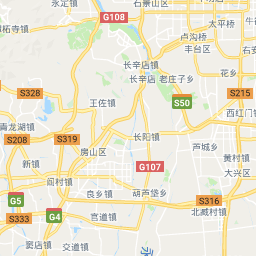 永定镇
石景山区
G108
太平桥
柘寺镇
卢沟桥
丰台区
长辛店镇
长辛店
老庄子乡
花乡
S328
王佐镇
S50
S215
西红门镇
青龙湖镇
S319
长阳镇
S208
芦城乡
新镇
房山区
黄村镇
G107
大兴区
阎村镇
G5
良乡镇
葫芦垡乡
S316
G4
北臧村镇
S333
官道镇
窦店镇
交道镇